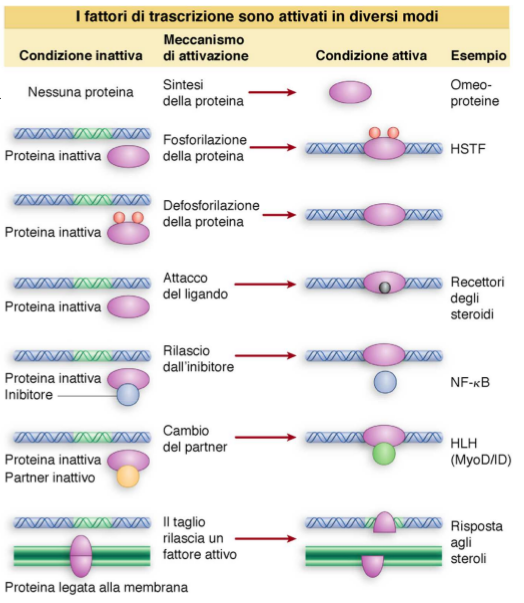 I fattori di trascrizione sono attivati in diversi modi
Condizione inattiva
Meccanismo
di attivazione
Condizione attiva
Esempio
Nessuna proteina
Sintesi
della proteina
Omeo-
proteine
Proteina inattiva
Fosforilazione
della proteina
HSTF
Proteina inattiva
Defosforilazione
della proteina
Proteina inattiva
Attacco
del ligando
Recettori
degli
steroidi
Proteina inattiva
Inibitore
Rilascio
dall'inibitore
NF-κB
Proteina inattiva
Partner inattivo
Cambio
del partner
HLH
(MyoD/ID)
Proteina legata alla membrana
Il taglio
rilascia un
fattore attivo
Risposta
agli
steroli